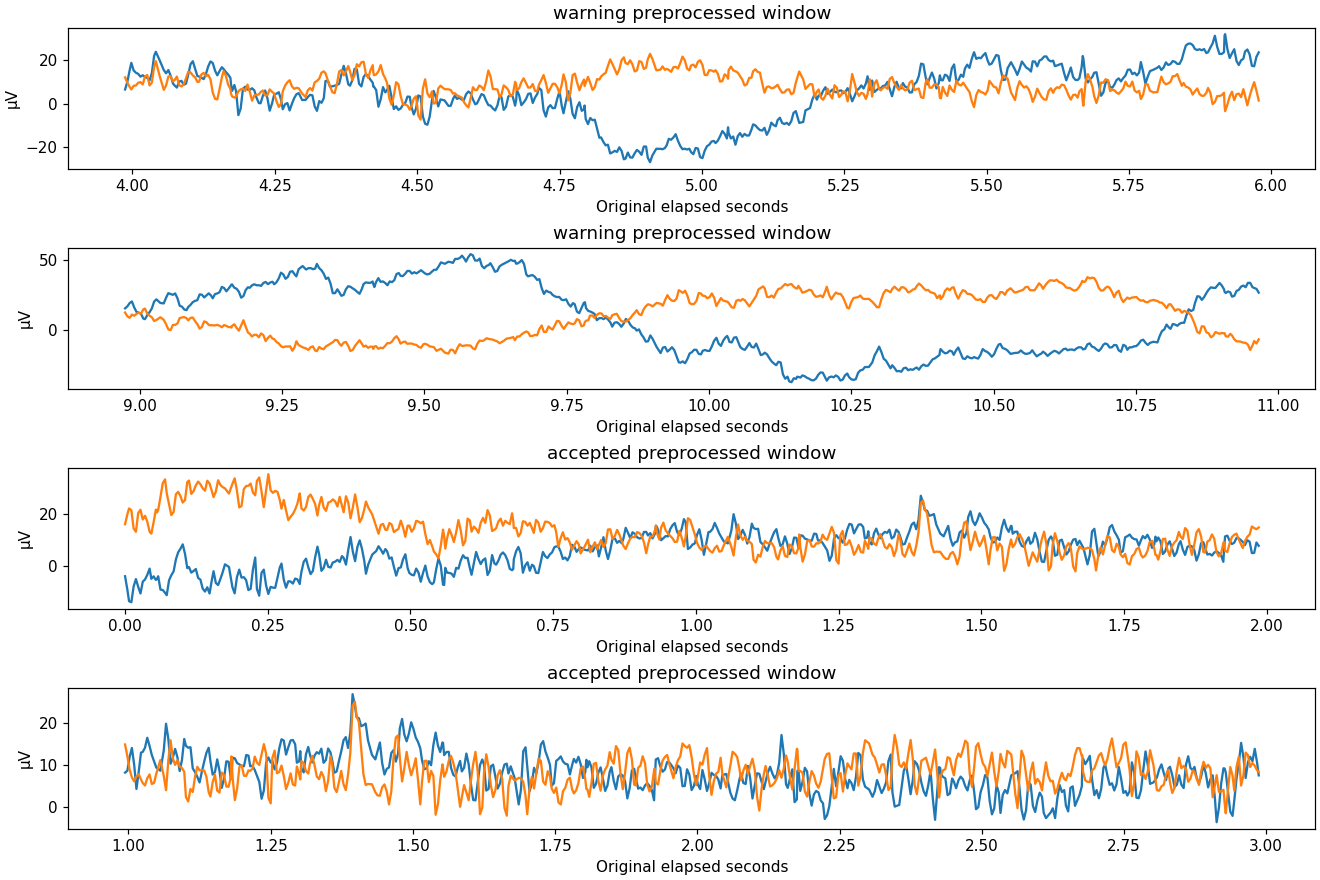 warning preprocessed window
20
0
−20
µV
4.00 4.25 4.50 4.75 5.00 5.25 5.50 5.75 6.00
Original elapsed seconds
warning preprocessed window
50
0
µV
9.00 9.25 9.50 9.75 10.00 10.25 10.50 10.75 11.00
Original elapsed seconds
accepted preprocessed window
20
0
µV
0.00 0.25 0.50 0.75 1.00 1.25 1.50 1.75 2.00
Original elapsed seconds
accepted preprocessed window
20
10
0
µV
1.00 1.25 1.50 1.75 2.00 2.25 2.50 2.75 3.00
Original elapsed seconds